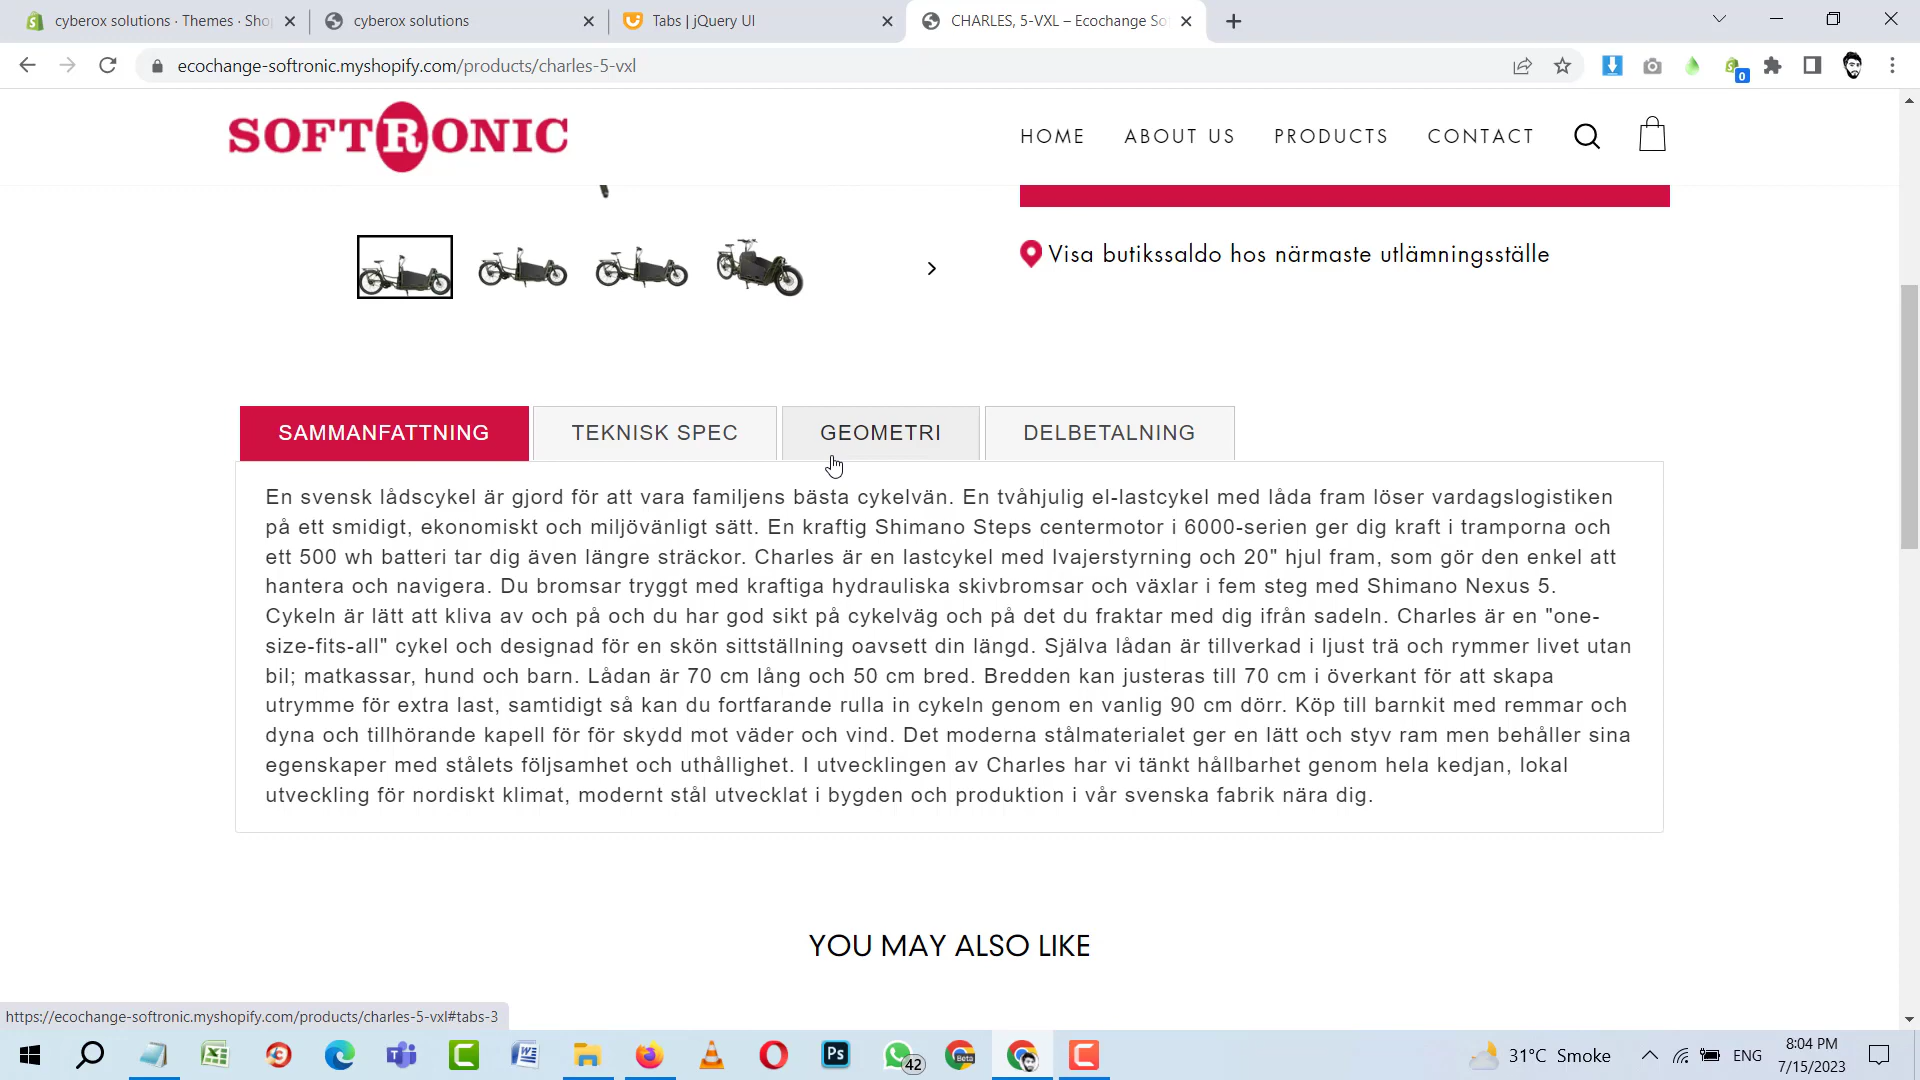 cyberox solutions · Themes · Sho
cyberox solutions
Tabs | jQuery UI
CHARLES, 5-VXL – Ecochange So
ecochange-softronic.myshopify.com/products/charles-5-vxl
0
SOFTRONIC
HOME
ABOUT US
PRODUCTS
CONTACT
Visa butikssaldo hos närmaste utlämningsställe
SAMMANFATTNING
TEKNISK SPEC
GEOMETRI
DELBETALNING
En svensk lådscykel är gjord för att vara familjens bästa cykelvän. En tvåhjulig el-lastcykel med låda fram löser vardagslogistiken
på ett smidigt, ekonomiskt och miljövänligt sätt. En kraftig Shimano Steps centermotor i 6000-serien ger dig kraft i tramporna och
ett 500 wh batteri tar dig även längre sträckor. Charles är en lastcykel med lvajerstyrning och 20" hjul fram, som gör den enkel att
hantera och navigera. Du bromsar tryggt med kraftiga hydrauliska skivbromsar och växlar i fem steg med Shimano Nexus 5.
Cykeln är lätt att kliva av och på och du har god sikt på cykelväg och på det du fraktar med dig ifrån sadeln. Charles är en "one-
size-fits-all" cykel och designad för en skön sittställning oavsett din längd. Själva lådan är tillverkad i ljust trä och rymmer livet utan
bil; matkassar, hund och barn. Lådan är 70 cm lång och 50 cm bred. Bredden kan justeras till 70 cm i överkant för att skapa
utrymme för extra last, samtidigt så kan du fortfarande rulla in cykeln genom en vanlig 90 cm dörr. Köp till barnkit med remmar och
dyna och tillhörande kapell för för skydd mot väder och vind. Det moderna stålmaterialet ger en lätt och styv ram men behåller sina
egenskaper med stålets följsamhet och uthållighet. I utvecklingen av Charles har vi tänkt hållbarhet genom hela kedjan, lokal
utveckling för nordiskt klimat, modernt stål utvecklat i bygden och produktion i vår svenska fabrik nära dig.
YOU MAY ALSO LIKE
https://ecochange-softronic.myshopify.com/products/charles-5-vxl#tabs-3
Ps
42
Beta
31°C Smoke
ENG
8:04 PM
7/15/2023